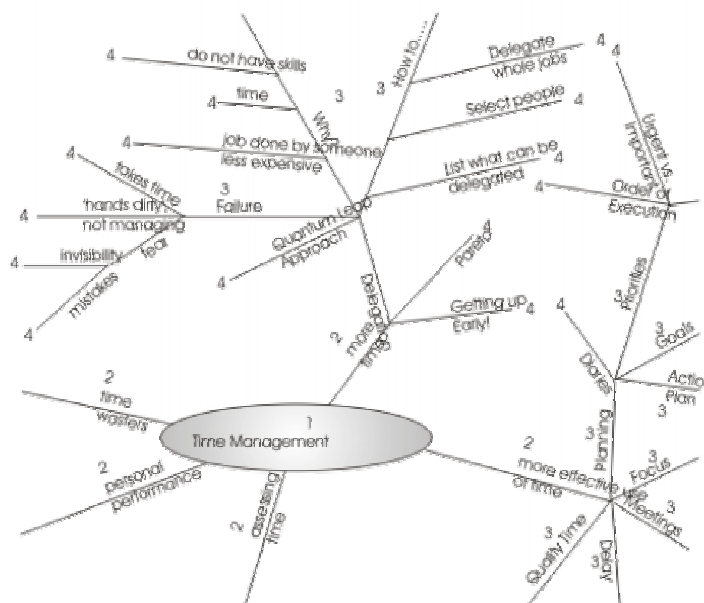 4
do not have skills
4
time
4
job done by someone
less expensive
Why
3
3
How to....
Delegate
whole jobs
4
Select people
4
List what can be
delegated
4
4
Urgent vs.
Important
4
Order of
Execution
4
takes time
4
'hands dirty'
not managing
3
Failure
4
invisibility
fear
mistakes
4
Quantum Leap
Approach
4
Delegating
Pareto
4
Getting up
Early!
4
2
more
time
Priorities
3
4
Diaries
3
Goals
Actio
Plan
3
Planning
3
2
time
wasters
1
Time Management
2
personal
performance
2
assessing
time
2
more effective use
of time
3
Focus
3
Meetings
3
Quality Time
3
Delay